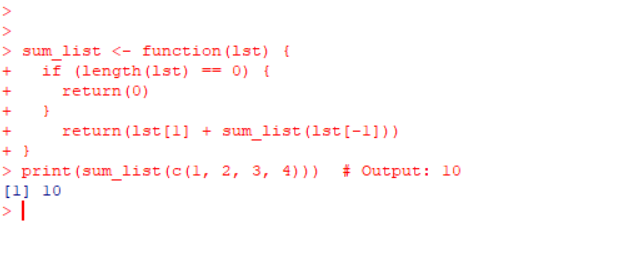 >
>
> sum_list <- function(lst) {
+   if (length(lst) == 0) {
+     return(0)
+   }
+     return(lst[1] + sum_list(lst[-1]))
+ }
> print(sum_list(c(1, 2, 3, 4)))  # Output: 10
[1] 10
>